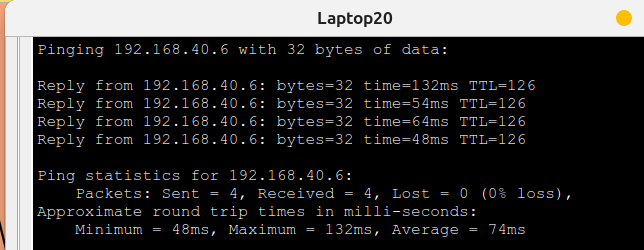 Laptop20
Pinging 192.168.40.6 with 32 bytes of data:
Reply from 192.168.40.6: bytes=32 time=132ms TTL=126
Reply from 192.168.40.6: bytes=32 time=54ms TTL=126
Reply from 192.168.40.6: bytes=32 time=64ms TTL=126
Reply from 192.168.40.6: bytes=32 time=48ms TTL=126
Ping statistics for 192.168.40.6:
    Packets: Sent = 4, Received = 4, Lost = 0 (0% loss),
Approximate round trip times in milli-seconds:
    Minimum = 48ms, Maximum = 132ms, Average = 74ms